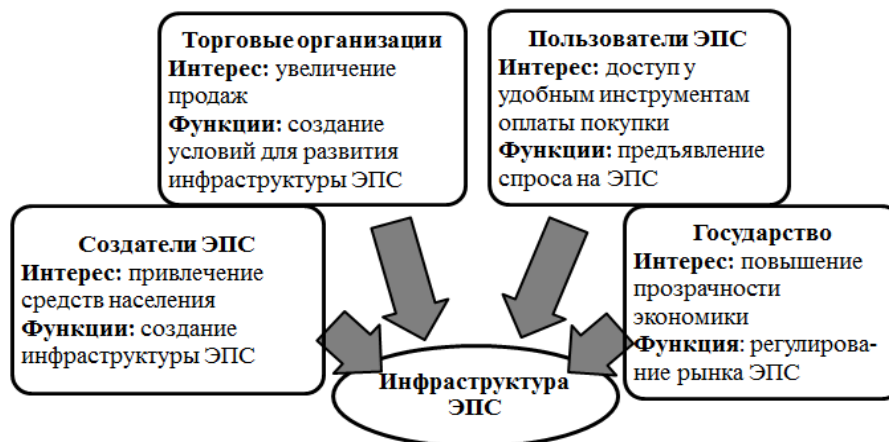 Торговые организации
Интерес: увеличение
продаж
Функции: создание
условий для развития
инфраструктуры ЭПС
Пользователи ЭПС
Интерес: доступ у
удобным инструментам
оплаты покупки
Функции: предъявление
спроса на ЭПС
Создатели ЭПС
Интерес: привлечение
средств населения
Функции: создание
инфраструктуры ЭПС
Государство
Интерес: повышение
прозрачности
экономики
Функция: регулирова-
ние рынка ЭПС
Инфраструктура
ЭПС